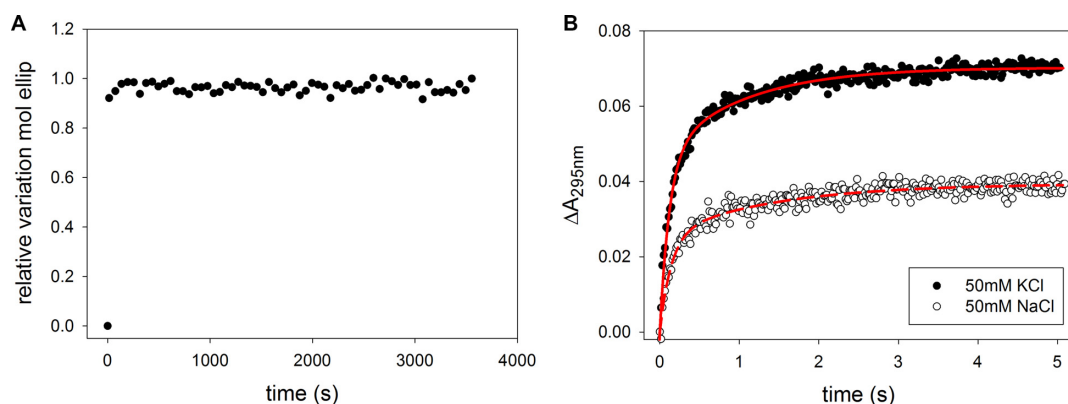 A
relative variation mol ellip
1.2
1.0
0.8
0.6
0.4
0.2
0.0
0 1000 2000 3000 4000
time (s)
B
ΔA295nm
0.08
0.06
0.04
0.02
0.00
50mM KCl
50mM NaCl
0 1 2 3 4 5
time (s)